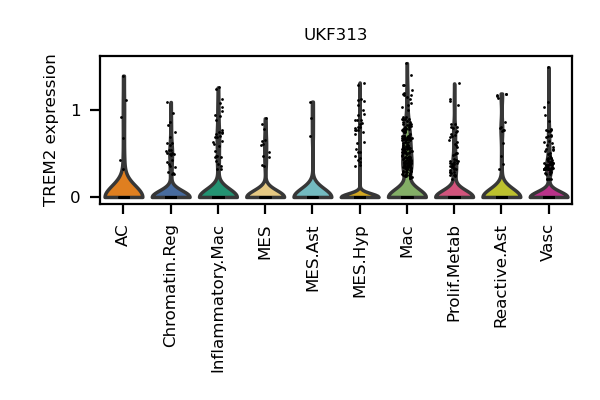 UKF313
TREM2 expression
1
0
AC
Chromatin.Reg
Inflammatory.Mac
MES
MES.Ast
MES.Hyp
Mac
Prolif.Metab
Reactive.Ast
Vasc